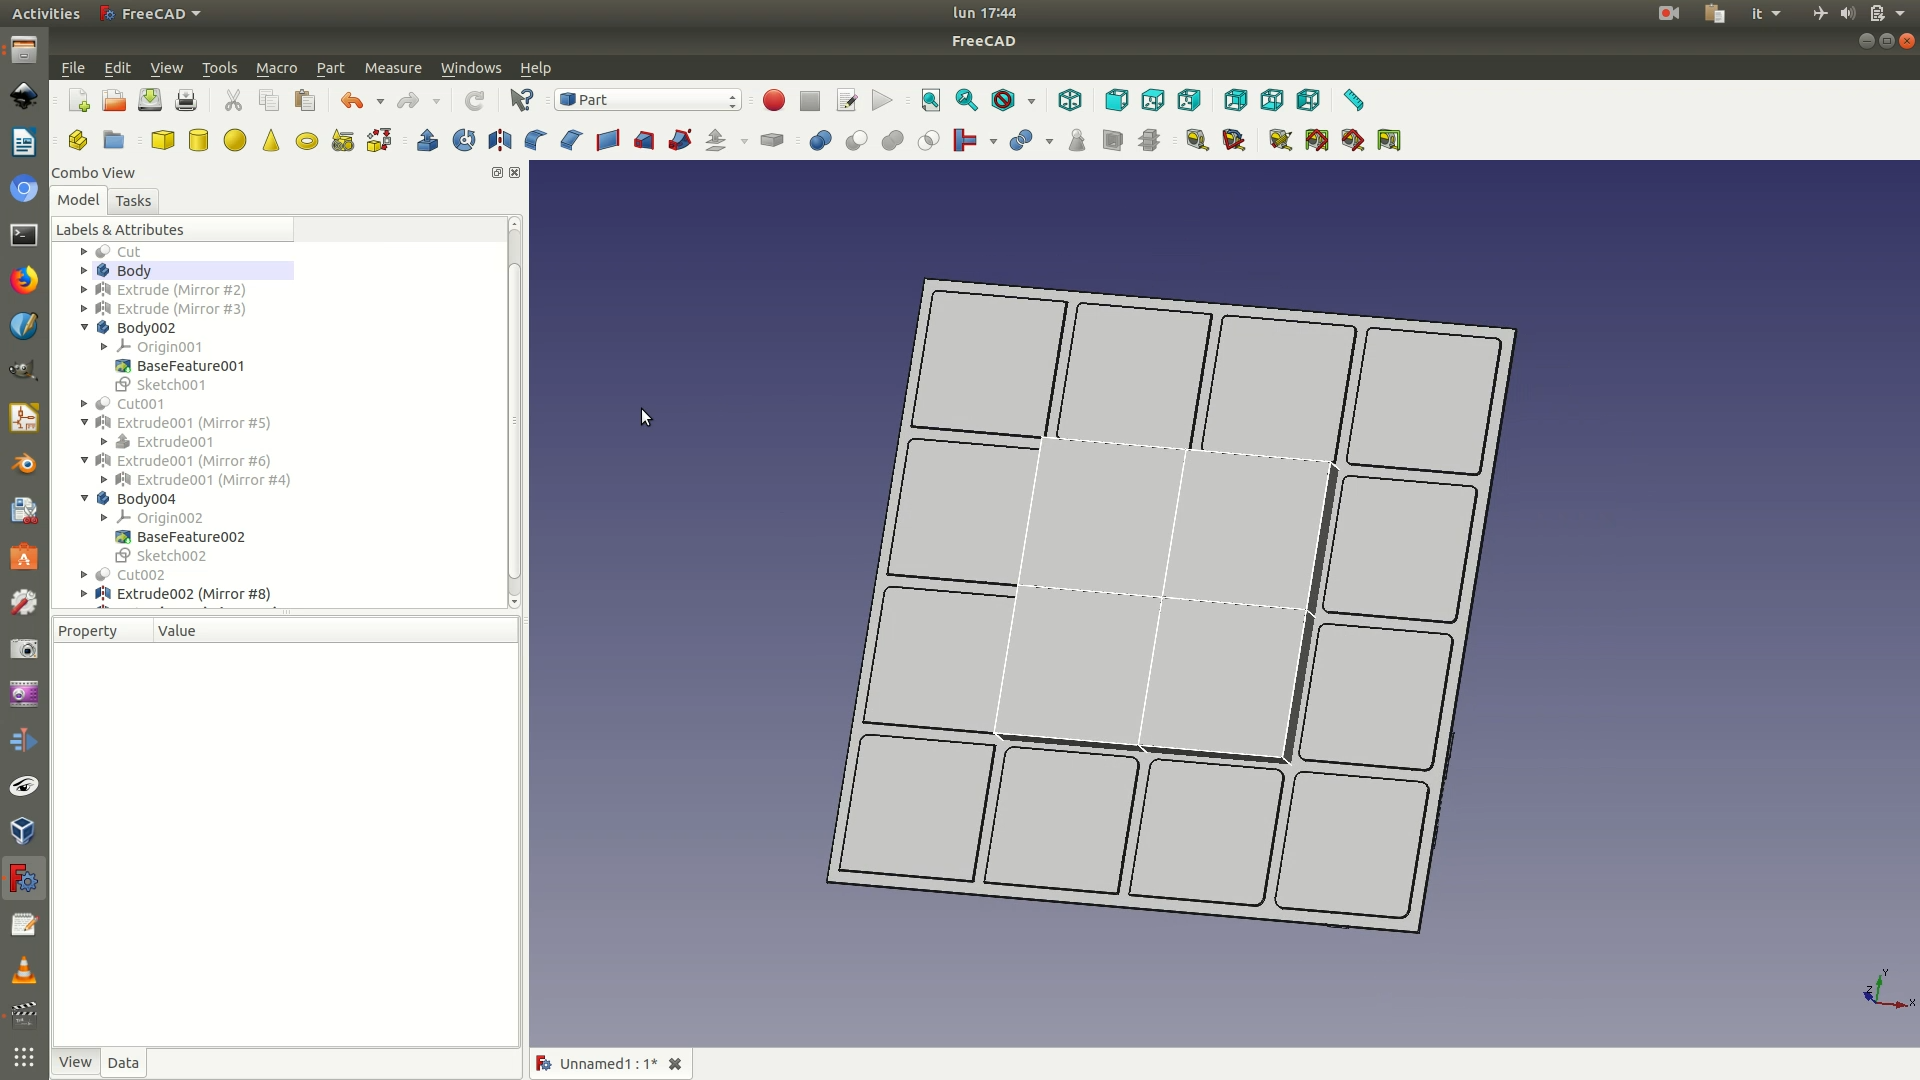 Activities FreeCAD lun 17:44 it
FreeCAD
File Edit View Tools Macro Part Measure Windows Help
Part
Combo View
Model Tasks
Labels & Attributes
Cut
Body
Extrude (Mirror #2)
Extrude (Mirror #3)
Body002
Origin001
BaseFeature001
Sketch001
Cut001
Extrude001 (Mirror #5)
Extrude001
Extrude001 (Mirror #6)
Extrude001 (Mirror #4)
Body004
Origin002
BaseFeature002
Sketch002
Cut002
Extrude002 (Mirror #8)
Property Value
Y
Z
X
View Data
Unnamed1 : 1*